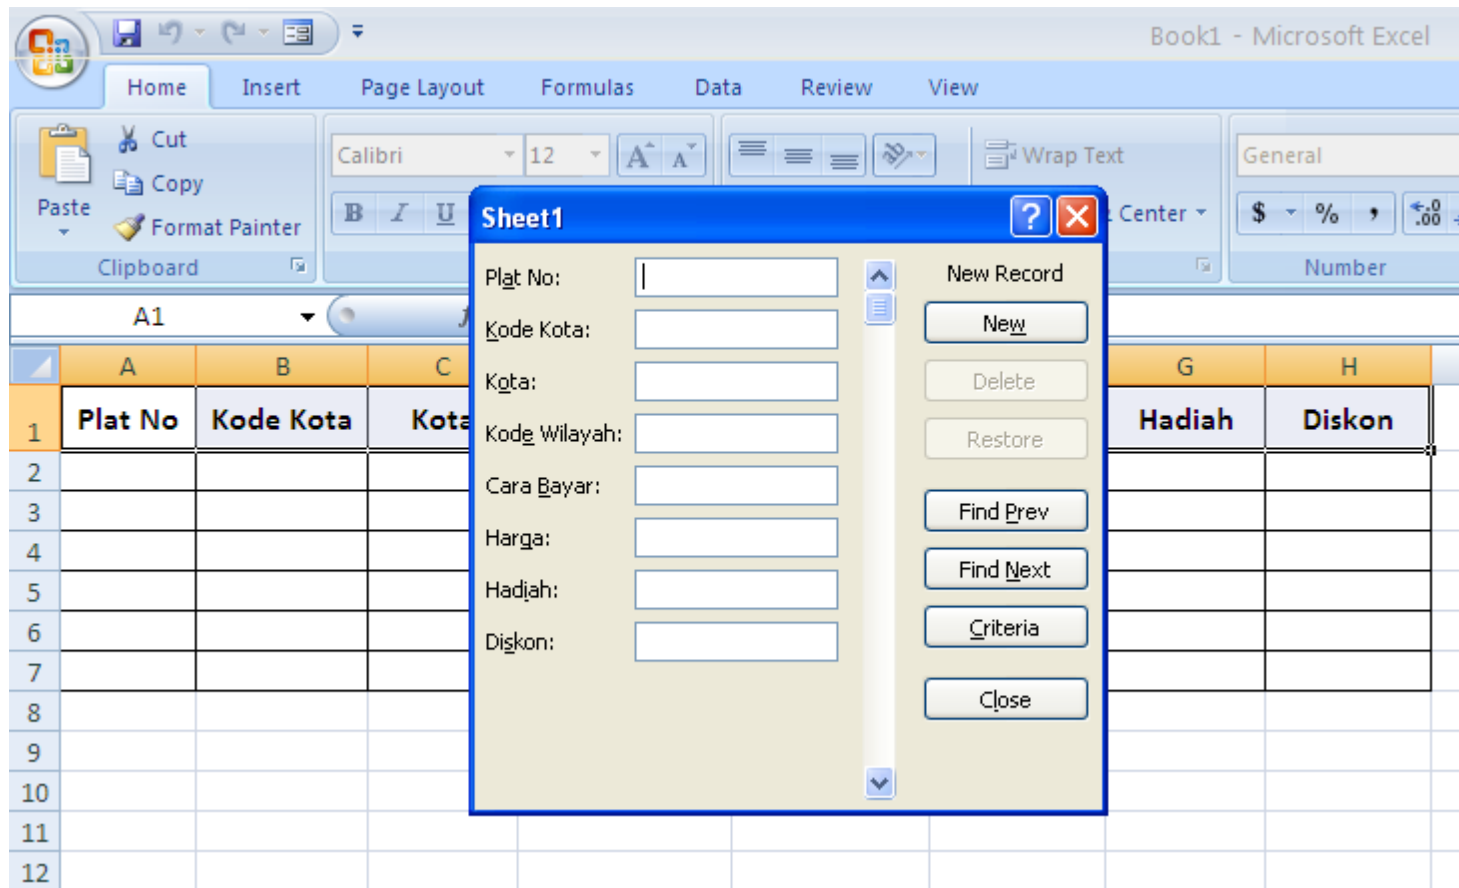 Book1 - Microsoft Excel
Home Insert Page Layout Formulas Data Review View
Cut
Copy
Paste
Format Painter
Clipboard
Calibri 12
B I U
Wrap Text
Center
General
$ % , .00
Number
A1
Sheet1
Plat No:
Kode Kota:
Kota:
Kode Wilayah:
Cara Bayar:
Harga:
Hadiah:
Diskon:
New Record
New
Delete
Restore
Find Prev
Find Next
Criteria
Close
A B C G H
1 Plat No Kode Kota Kota Hadiah Diskon
2
3
4
5
6
7
8
9
10
11
12